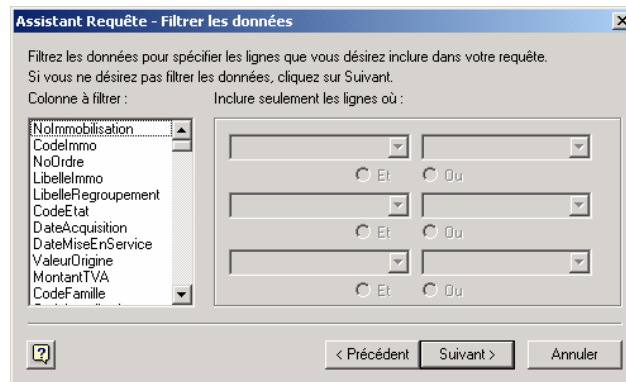 Assistant Requête - Filtrer les données
Filtrez les données pour spécifier les lignes que vous désirez inclure dans votre requête.
Si vous ne désirez pas filtrer les données, cliquez sur Suivant.
Colonne à filtrer :
Inclure seulement les lignes où :
NoImmobilisation
CodeImmo
NoOrdre
LibelleImmo
LibelleRegroupement
CodeEtat
DateAcquisition
DateMiseEnService
ValeurOrigine
MontantTVA
CodeFamille
Et Ou
Et Ou
Et Ou
< Précédent Suivant > Annuler